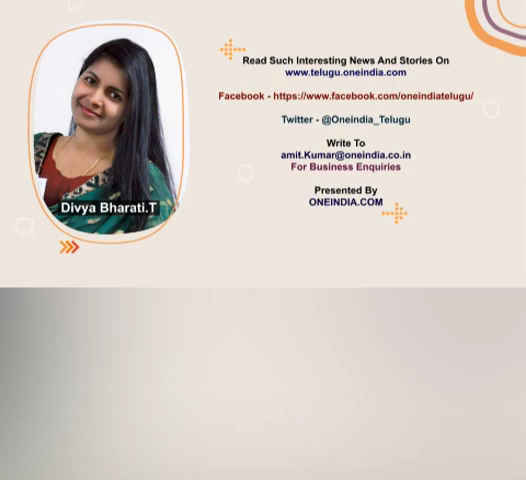 Read Such Interesting News And Stories On
www.telugu.oneindia.com
Facebook - https://www.facebook.com/oneindiatelugu/
Twitter - @Oneindia_Telugu
Write To
amit.Kumar@oneindia.co.in
For Business Enquiries
Presented By
ONEINDIA.COM
Divya Bharati.T